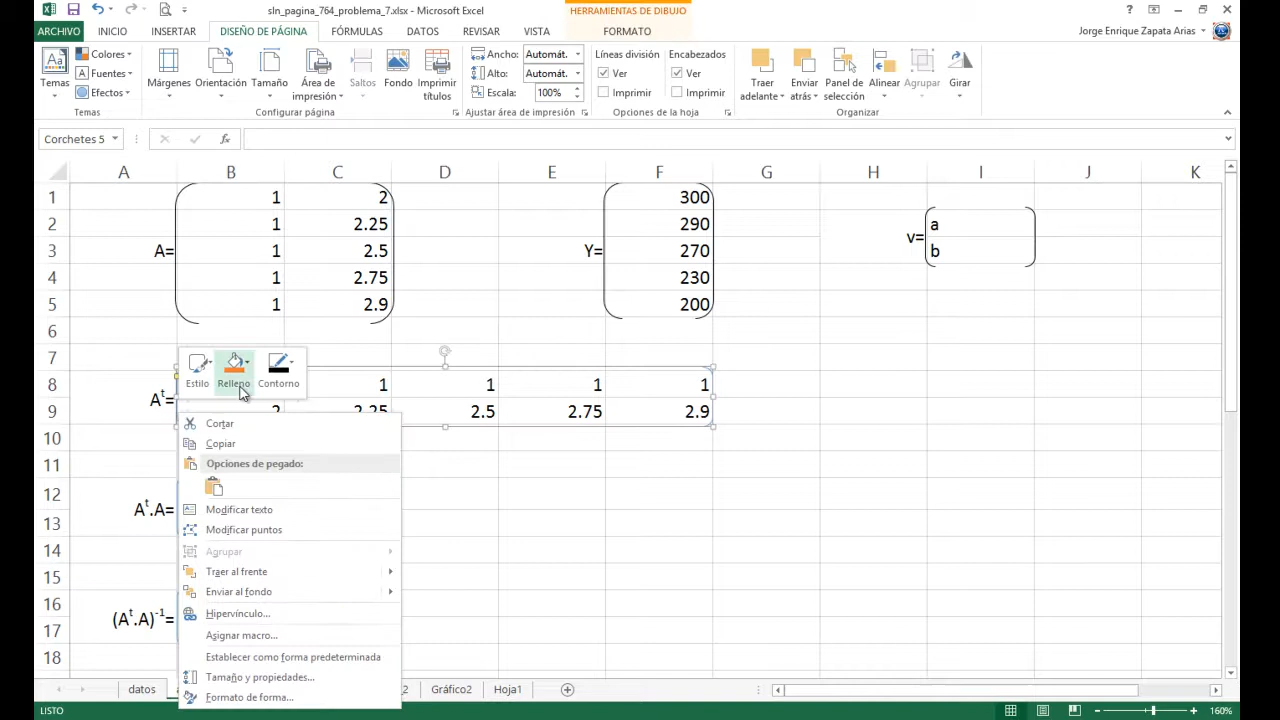 sln_pagina_764_problema_7.xlsx - Microsoft Excel
HERRAMIENTAS DE DIBUJO
ARCHIVO INICIO INSERTAR DISEÑO DE PÁGINA FÓRMULAS DATOS REVISAR VISTA FORMATO Jorge Enrique Zapata Arias
Colores Ancho: Automát. Líneas división Encabezados
Aa Fuentes Alto: Automát. Ver Ver
Temas Efectos Márgenes Orientación Tamaño Área de impresión Saltos Fondo Imprimir títulos Escala: 100% Imprimir Imprimir Traer adelante Enviar atrás Panel de selección Alinear Agrupar Girar
Temas Configurar página Ajustar área de impresión Opciones de la hoja Organizar
Corchetes 5 fx
A B C D E F G H I J K
1 1 2 300
2 1 2.25 290 a
3 A= 1 2.5 Y= 270 v= b
4 1 2.75 230
5 1 2.9 200
6
7
Estilo Relleno Contorno
8 1 1 1 1
9 Aᵗ= 2 2.25 2.5 2.75 2.9
10
11
12
13 Aᵗ.A=
14
15
16
17 (Aᵗ.A)⁻¹=
18
Cortar
Copiar
Opciones de pegado:
Modificar texto
Modificar puntos
Agrupar
Traer al frente
Enviar al fondo
Hipervínculo...
Asignar macro...
Establecer como forma predeterminada
Tamaño y propiedades...
Formato de forma...
datos Gráfico2 Hoja1
LISTO 160%